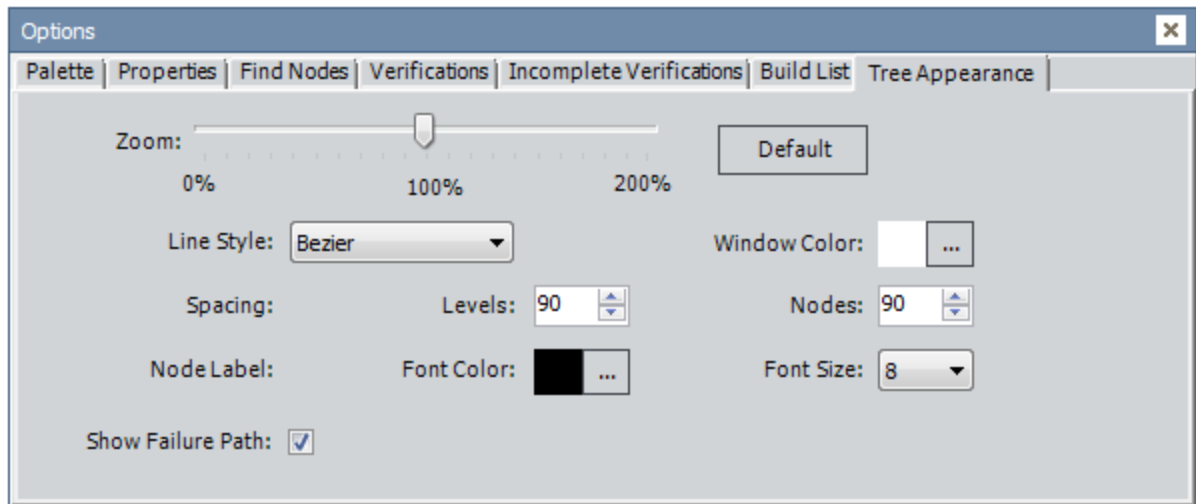 Options
Palette Properties Find Nodes Verifications Incomplete Verifications Build List Tree Appearance
Zoom: Default
0% 100% 200%
Line Style: Bezier Window Color: ...
Spacing: Levels: 90 Nodes: 90
Node Label: Font Color: ... Font Size: 8
Show Failure Path: